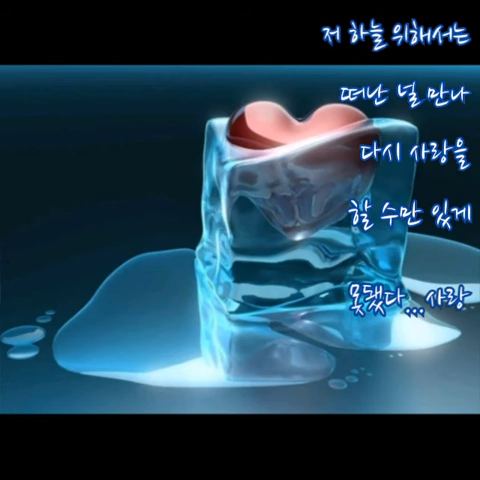 저 하늘 위해서는
떠난 널 만나
다시 사랑을
할 수만 있게
못됐다... 사랑